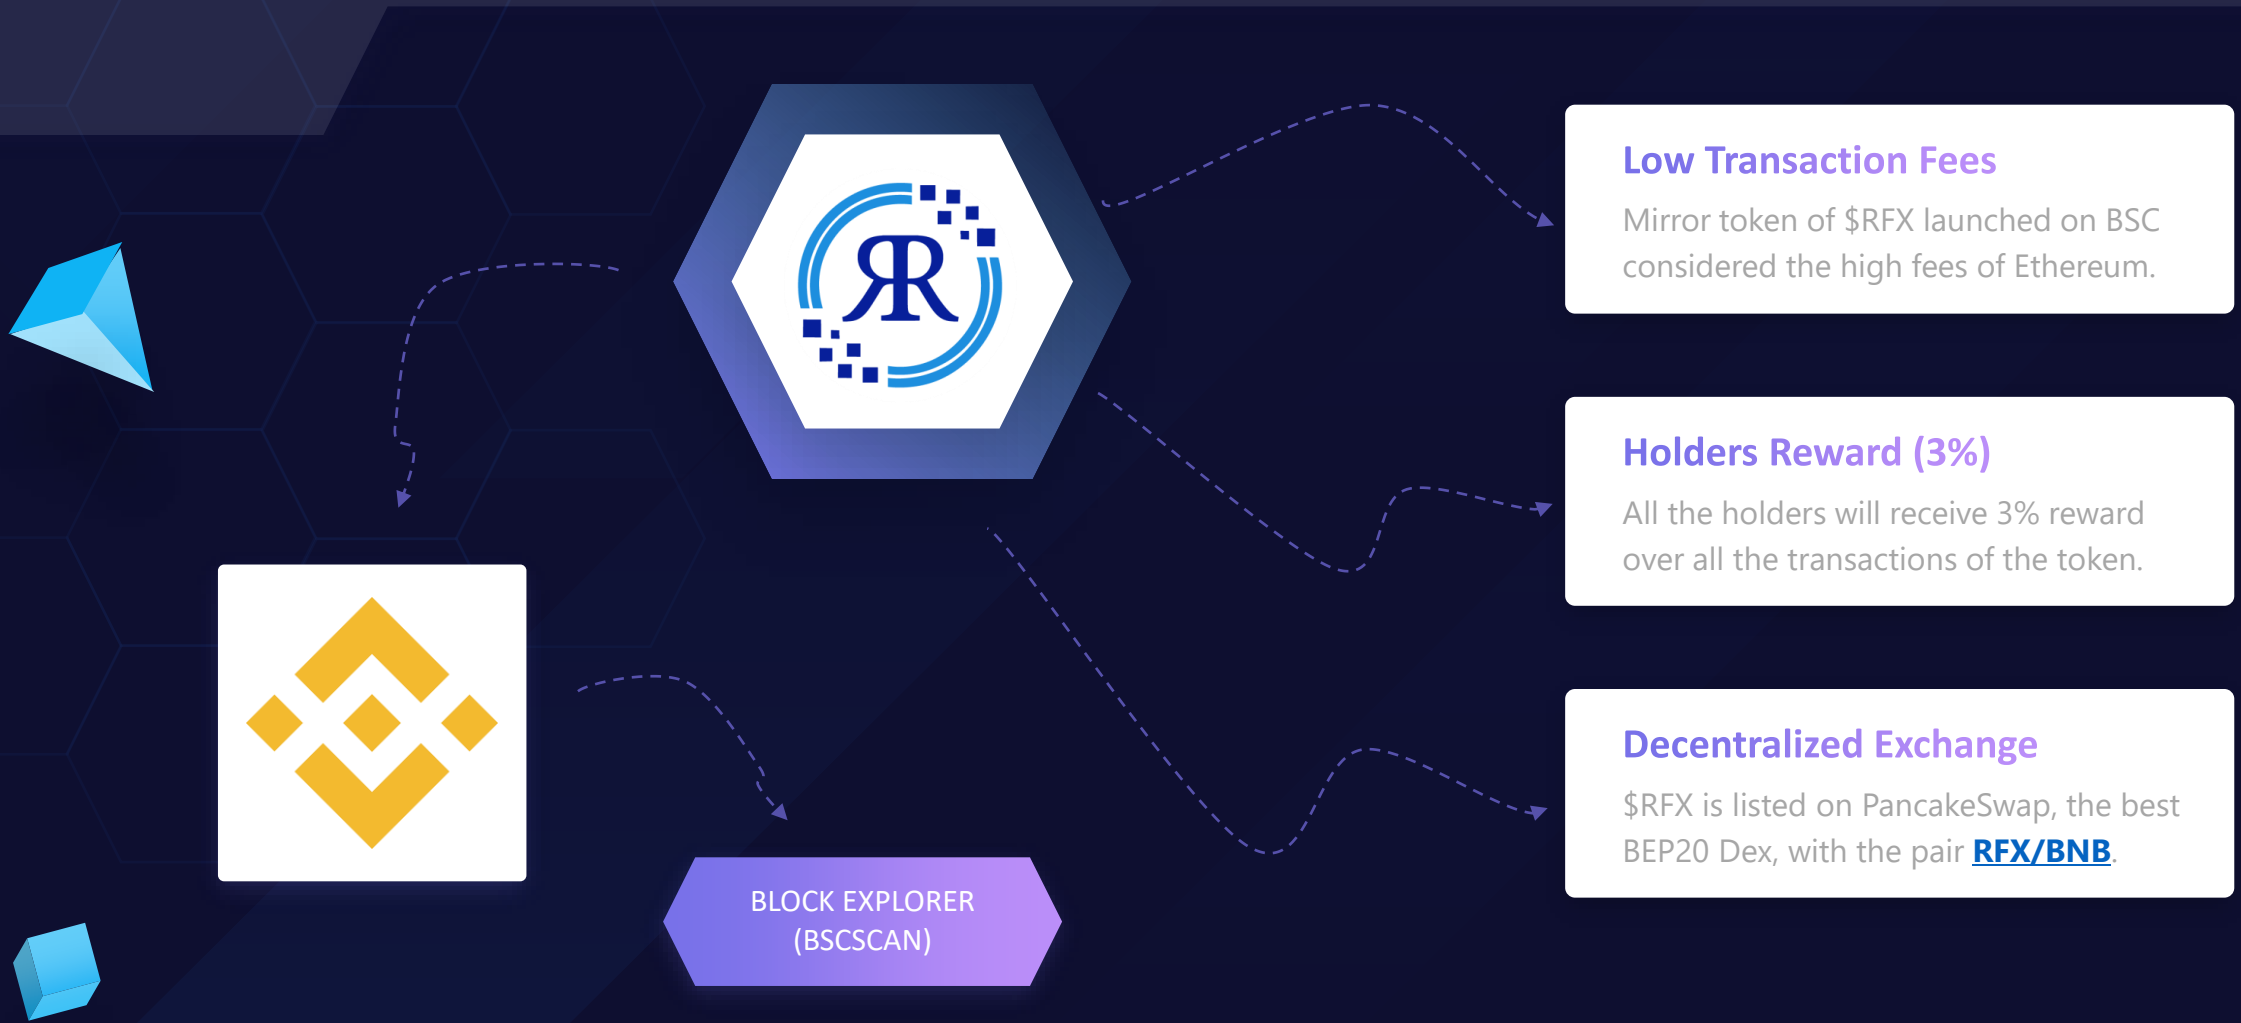 Low Transaction Fees
Mirror token of $RFX launched on BSC
considered the high fees of Ethereum.
Holders Reward (3%)
All the holders will receive 3% reward
over all the transactions of the token.
Decentralized Exchange
$RFX is listed on PancakeSwap, the best
BEP20 Dex, with the pair RFX/BNB.
BLOCK EXPLORER
(BSCSCAN)